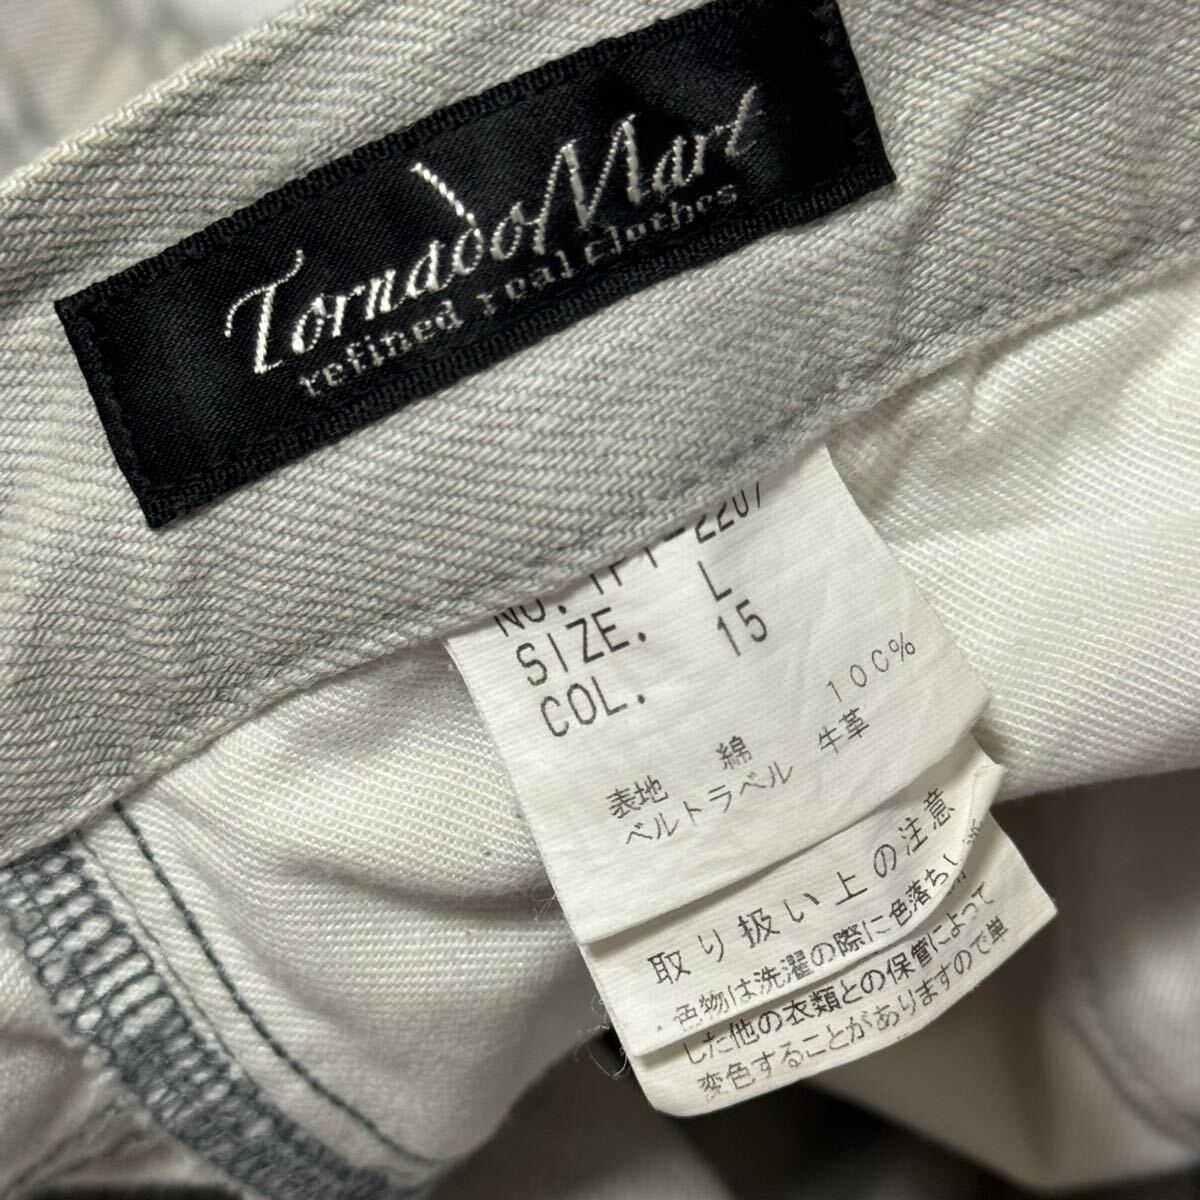 Tornado Mart
refined real clothes
SIZE. L
COL. 15
表地 綿 100%
ベルトラベル 牛革
取り扱い上の注意
色物は洗濯の際に色落ちし
した他の衣類との保管によって
変色することがありますので単